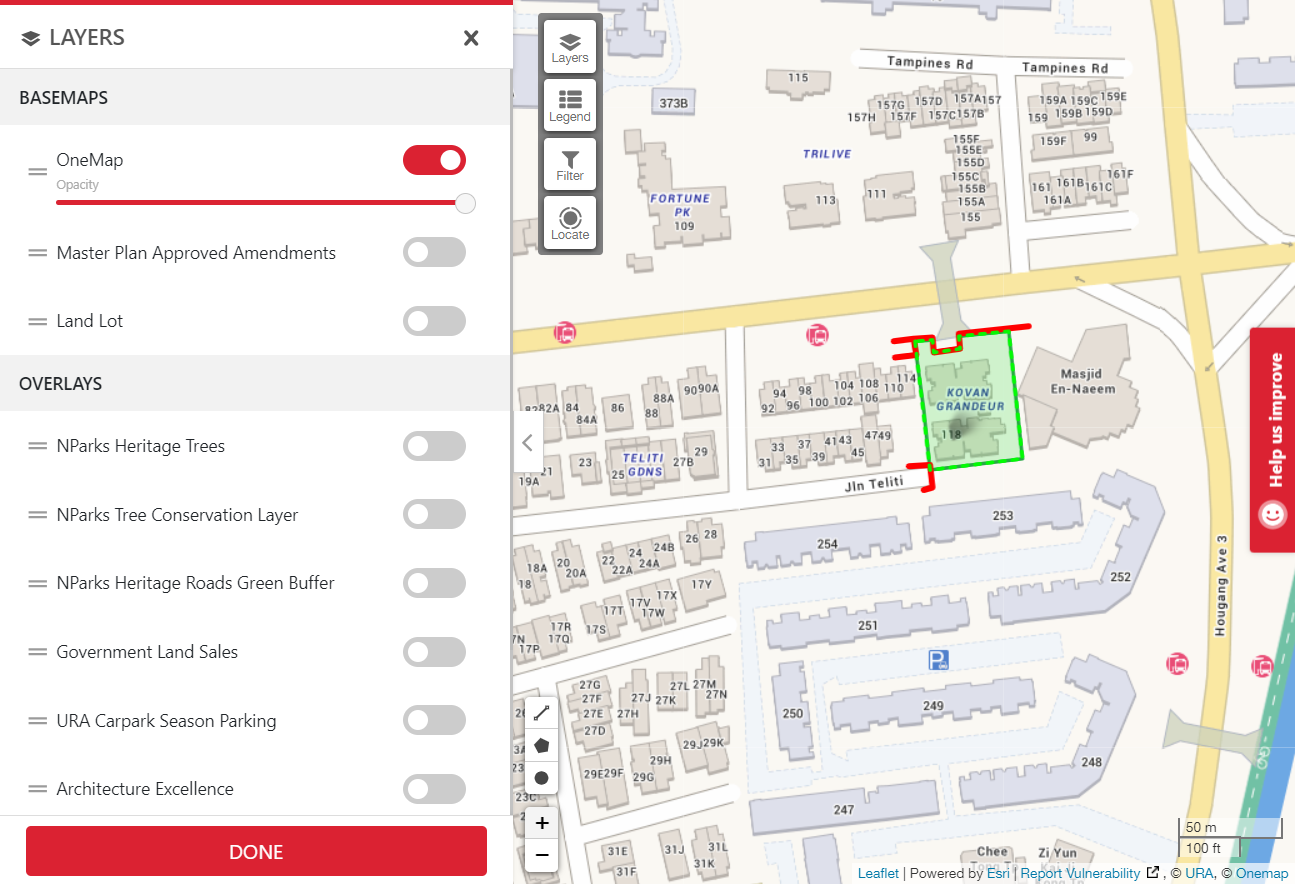 LAYERS
BASEMAPS
OneMap
Opacity
Master Plan Approved Amendments
Land Lot
OVERLAYS
NParks Heritage Trees
NParks Tree Conservation Layer
NParks Heritage Roads Green Buffer
Government Land Sales
URA Carpark Season Parking
Architecture Excellence
DONE
Layers
Legend
Filter
Locate
Tampines Rd
Tampines Rd
115
373B
157G 157D 157A 157
157H 157F 157C 157B
159A 159C 159E
159 159B 159D
159F 99
TRILIVE
155F
155E
155D
155C
155B
155A
155
161 161B 161C 161F
161A
FORTUNE
PK
109
113
111
Masjid
En-Naeem
KOVAN
GRANDEUR
118
94 98 104 108 114
92 96 100 102 106 110
82A 84 84A 86 88 88A 90 90A
33 37 41 43 47 49
31 35 39 45
TELITI
GDNS
19A 21 23 25 27B 29
Jln Teliti
253
254
252
251
250
249
248
247
18A 20 22 24 24B 26 28
18 20A 22A 24A
17Y
17X
17V
17W
17T
17S
17R
17Q
17P
27G
27F
27E
27D
27H
27J
27K
27L 27M
27N
29J 29K
29H
29E 29F 29G
23C
31E
31F
31J
31L
31K
Hougang Ave 3
Chee
Zi Yun
P
Help us improve
+
−
50 m
100 ft
Leaflet | Powered by Esri | Report Vulnerability , © URA, © Onemap